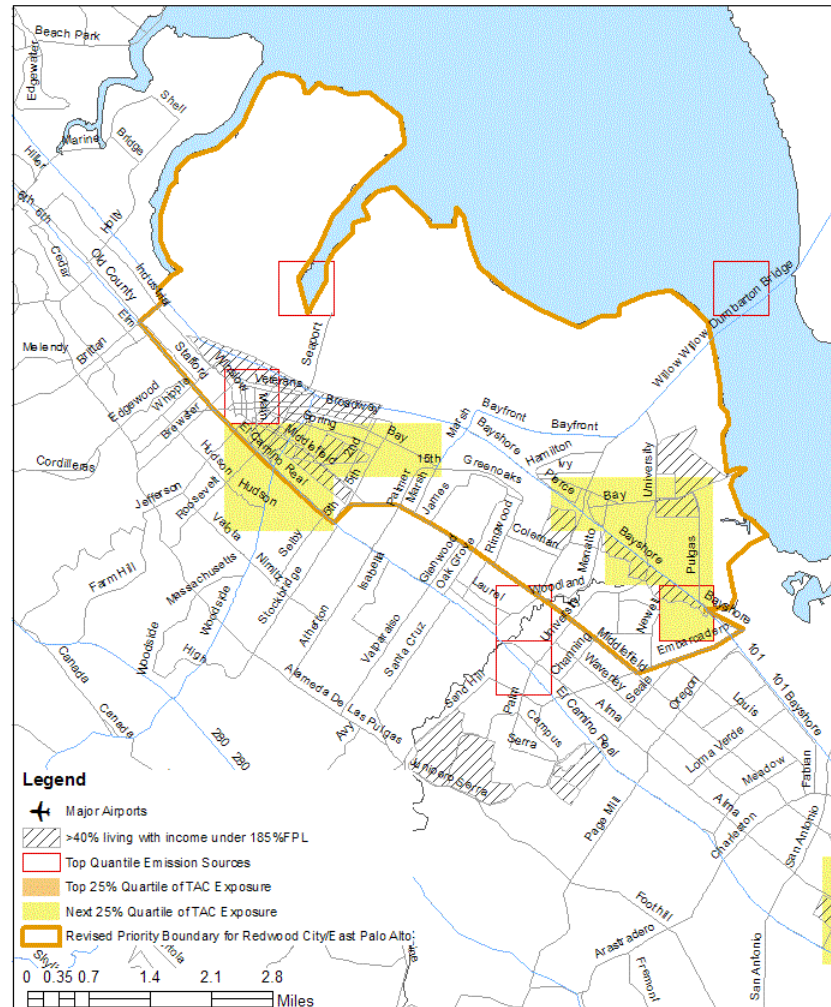 Beach Park
Edgewater
Shell
Bridge
Marine
Hiller
6th 6th
Holly
Cedar
Old County
Industrial
Elm
Melendy
Brittan
Stafford
Winslow
Veterans
Main
Broadway
Seaport
Willow Willow Dumbarton Bridge
Edgewood
Whipple
Brewster
Spring
Middlefield
2nd
Bay
15th
Marsh
Bayfront
Bayfront
Bayshore
Hamilton
Ivy
University
El Camino Real
5th
Cordilleras
Hudson
Jefferson
Roosevelt
Hudson
5th
Palmer
Marsh
Greenoaks
Pierce
Bay
James
Ringwood
Coleman
Bayshore
Pulgas
Menalto
Valota
Selby
Nimitz
Farm Hill
Massachusetts
Stockbridge
Isabella
Glenwood
Oak Grove
Laurel
Woodland
University
Newell
Bayshore
Woodside
Woodside
Atherton
Valparaiso
Santa Cruz
Channing
Middlefield
Embarcadero
High
Canada
Canada
Alameda De Las Pulgas
Avy
Sand Hill
Palm
El Camino Real
Waverley
Seale
Alma
Oregon
101
101 Bayshore
Louis
Campus
Serra
Junipero Serra
280
280
Loma Verde
Meadow
Fabian
Alma
Charleston
San Antonio
Page Mill
Foothill
Arastradero
Fremont
San Antonio
Legend
Major Airports
>40% living with income under 185%FPL
Top Quantile Emission Sources
Top 25% Quartile of TAC Exposure
Next 25% Quartile of TAC Exposure
Revised Priority Boundary for Redwood City/East Palo Alto
0 0.35 0.7 1.4 2.1 2.8
Miles